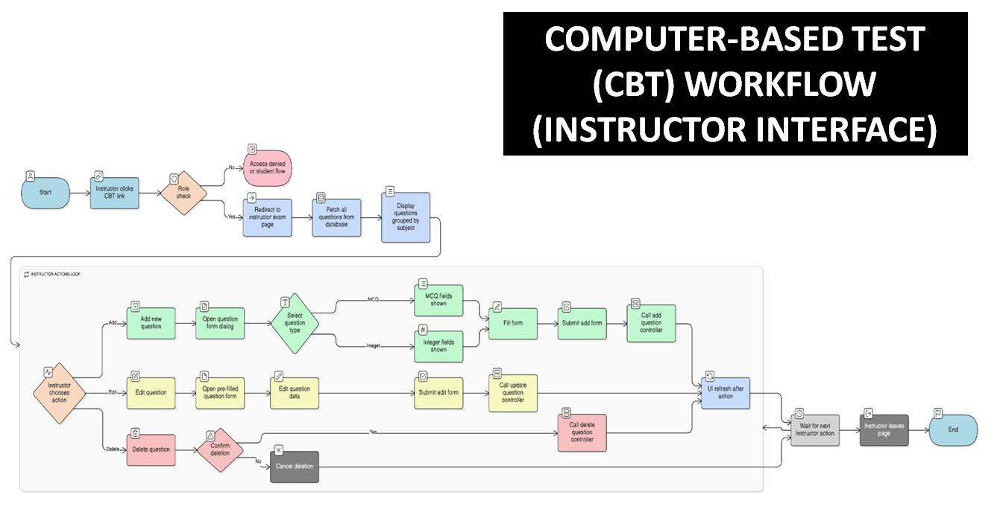 COMPUTER-BASED TEST
(CBT) WORKFLOW
(INSTRUCTOR INTERFACE)
Start
Instructor clicks
CBT link
Role
check
No
Access denied
or student flow
Yes
Redirect to
instructor exam
page
Fetch all
questions from
database
Display
questions
grouped by
subject
INSTRUCTOR ACTIONS LOOP
Instructor
chooses
action
Add
Add new
question
Open question
form dialog
Select
question
type
MCQ
MCQ fields
shown
Integer
Integer fields
shown
Fill form
Submit add form
Call add
question
controller
Edit
Edit question
Open pre-filled
question form
Edit question
data
Submit edit form
Call update
question
controller
UI refresh after
action
Delete
Delete question
Confirm
deletion
Yes
Call delete
question
controller
No
Cancel deletion
Wait for next
instructor action
Instructor leaves
page
End